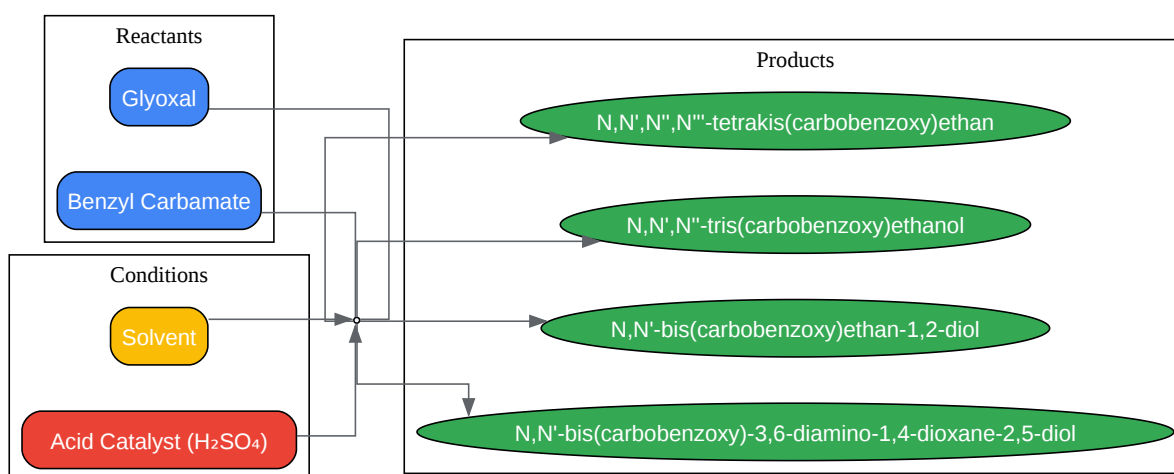 Reactants
Glyoxal
Benzyl Carbamate
Conditions
Solvent
Acid Catalyst (H₂SO₄)
Products
N,N',N'',N'''-tetrakis(carbobenzoxy)ethan
N,N',N''-tris(carbobenzoxy)ethanol
N,N'-bis(carbobenzoxy)ethan-1,2-diol
N,N'-bis(carbobenzoxy)-3,6-diamino-1,4-dioxane-2,5-diol